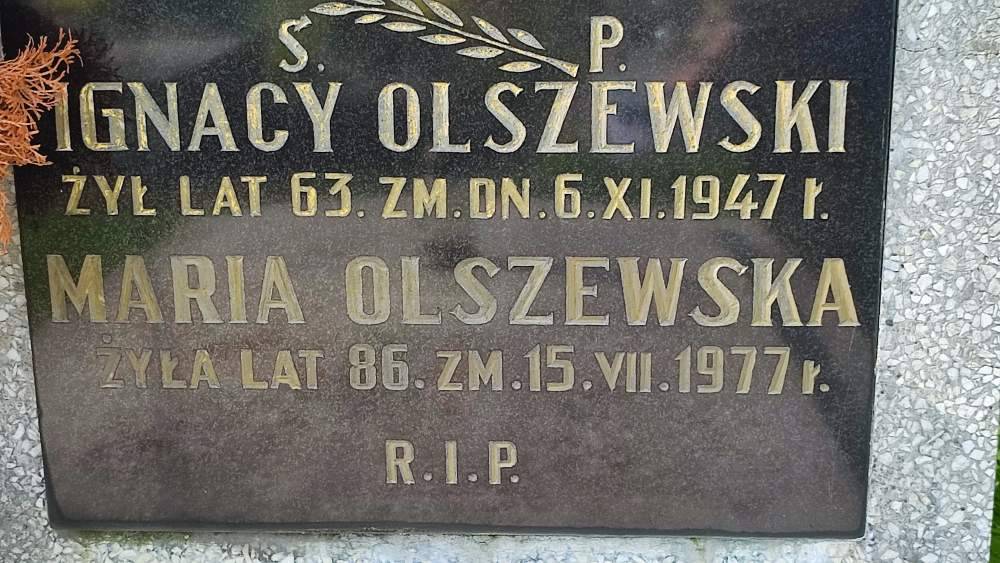 S. P.
IGNACY OLSZEWSKI
ŻYŁ LAT 63. ZM. DN. 6. XI. 1947 r.
MARIA OLSZEWSKA
ŻYŁA LAT 86. ZM. 15. VII. 1977 r.
R.I.P.